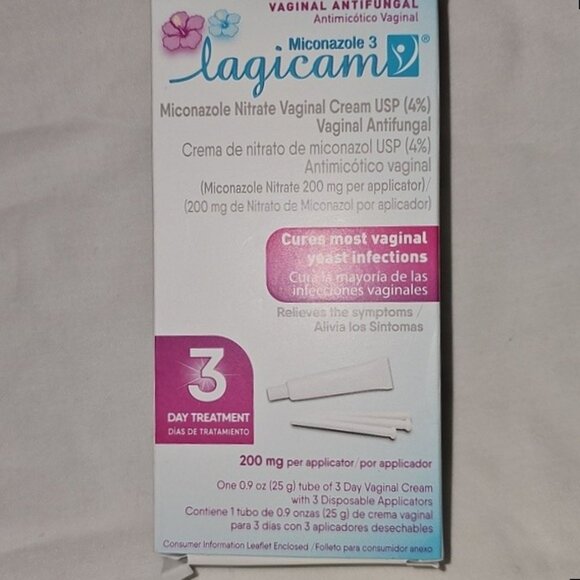 VAGINAL ANTIFUNGAL
Antimicótico Vaginal
Miconazole 3
lagicam®
Miconazole Nitrate Vaginal Cream USP (4%)
Vaginal Antifungal
Crema de nitrato de miconazol USP (4%)
Antimicótico vaginal
(Miconazole Nitrate 200 mg per applicator)/
(200 mg de Nitrato de Miconazol por aplicador)
Cures most vaginal
yeast infections
Cura la mayoría de las
infecciones vaginales
Relieves the symptoms /
Alivia los Sintomas
3
DAY TREATMENT
DÍAS DE TRATAMIENTO
200 mg per applicator/por applicador
One 0.9 oz (25 g) tube of 3 Day Vaginal Cream
with 3 Disposable Applicators
Contiene 1 tubo de 0.9 onzas (25 g) de crema vaginal
para 3 días con 3 aplicadores desechables
Consumer Information Leaflet Enclosed / Folleto para consumidor anexo